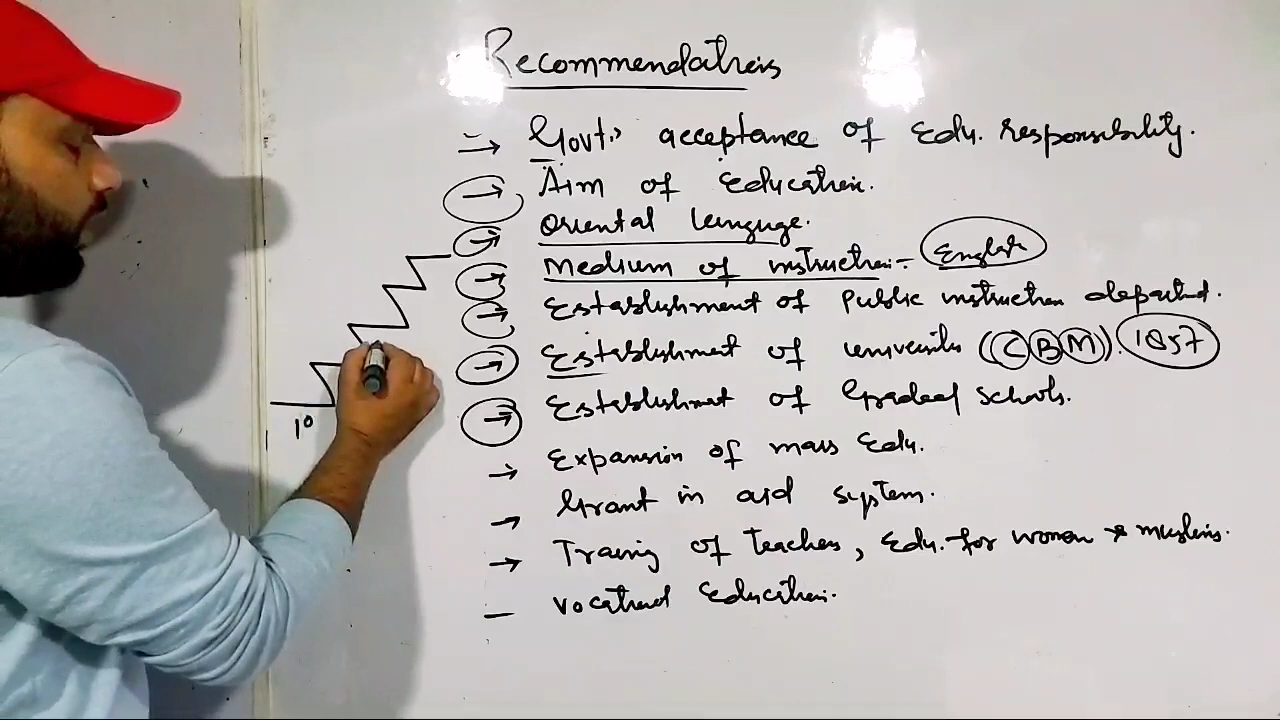 Recommendations
Govt.'s acceptance of Edu. responsibility.
Aim of Education.
Oriental language.
Medium of instruction - English
Establishment of public instruction department.
Establishment of universities (C B M). 1857
Establishment of Graded schools.
1º
Expansion of mass Edu.
Grant in aid system.
Training of teachers, Edu. for women & muslims.
Vocational Education.